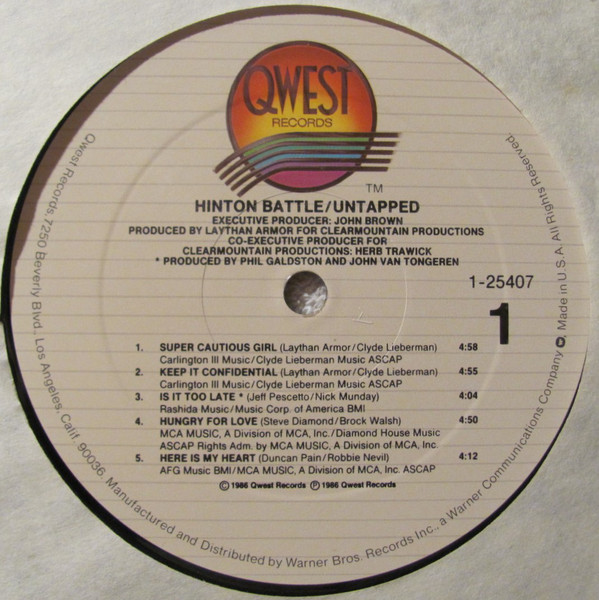 QWEST
RECORDS
TM
HINTON BATTLE/UNTAPPED
EXECUTIVE PRODUCER: JOHN BROWN
PRODUCED BY LAYTHAN ARMOR FOR CLEARMOUNTAIN PRODUCTIONS
CO-EXECUTIVE PRODUCER FOR
CLEARMOUNTAIN PRODUCTIONS: HERB TRAWICK
* PRODUCED BY PHIL GALDSTON AND JOHN VAN TONGEREN
1-25407
1
1. SUPER CAUTIOUS GIRL (Laythan Armor/Clyde Lieberman) 4:58
Carlington III Music/Clyde Lieberman Music ASCAP
2. KEEP IT CONFIDENTIAL (Laythan Armor/Clyde Lieberman) 4:55
Carlington III Music/Clyde Lieberman Music ASCAP
3. IS IT TOO LATE * (Jeff Pescetto/Nick Munday) 4:04
Rashida Music/Music Corp. of America BMI
4. HUNGRY FOR LOVE (Steve Diamond/Brock Walsh) 4:50
MCA MUSIC, A Division of MCA, Inc./Diamond House Music
ASCAP Rights Adm. by MCA MUSIC, A Division of MCA, Inc.
5. HERE IS MY HEART (Duncan Pain/Robbie Nevil) 4:12
AFG Music BMI/MCA MUSIC, A Division of MCA, Inc. ASCAP
© 1986 Qwest Records ℗ 1986 Qwest Records
Qwest Records, 7250 Beverly Blvd., Los Angeles, Calif. 90036 Manufactured and Distributed by Warner Bros. Records Inc., a Warner Communications Company Made in U.S.A. All Rights Reserved.